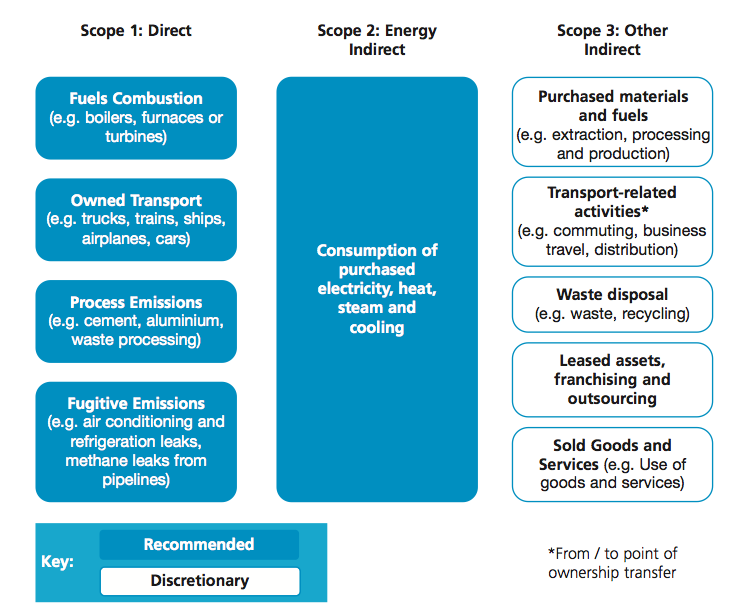 Scope 1: Direct
Fuels Combustion
(e.g. boilers, furnaces or
turbines)
Owned Transport
(e.g. trucks, trains, ships,
airplanes, cars)
Process Emissions
(e.g. cement, aluminium,
waste processing)
Fugitive Emissions
(e.g. air conditioning and
refrigeration leaks,
methane leaks from
pipelines)
Scope 2: Energy
Indirect
Consumption of
purchased
electricity, heat,
steam and
cooling
Scope 3: Other
Indirect
Purchased materials
and fuels
(e.g. extraction, processing
and production)
Transport-related
activities*
(e.g. commuting, business
travel, distribution)
Waste disposal
(e.g. waste, recycling)
Leased assets,
franchising and
outsourcing
Sold Goods and
Services (e.g. Use of
goods and services)
Key:
Recommended
Discretionary
*From / to point of
ownership transfer